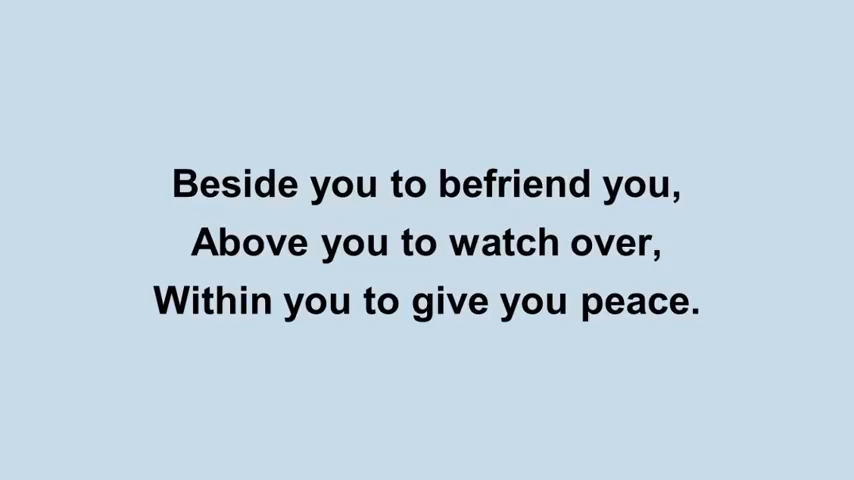 Beside you to befriend you,
Above you to watch over,
Within you to give you peace.